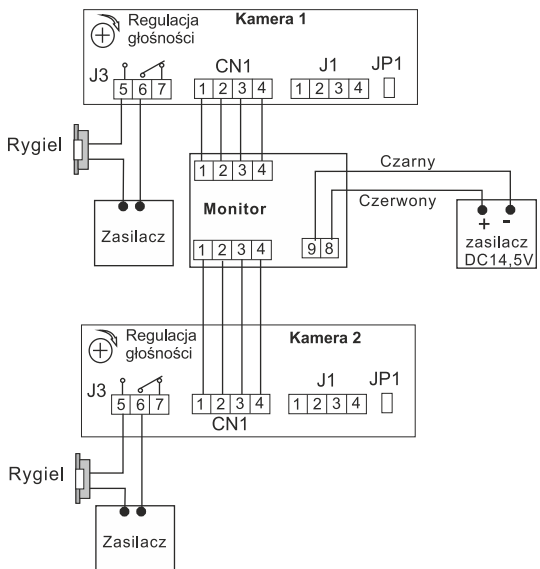 Regulacja
głośności
Kamera 1
J3
5 6 7
CN1
1 2 3 4
J1
1 2 3 4
JP1
Rygiel
Zasilacz
1 2 3 4
Monitor
1 2 3 4
9 8
Czarny
Czerwony
+ -
zasilacz
DC14,5V
Regulacja
głośności
Kamera 2
J3
5 6 7
1 2 3 4
CN1
J1
1 2 3 4
JP1
Rygiel
Zasilacz